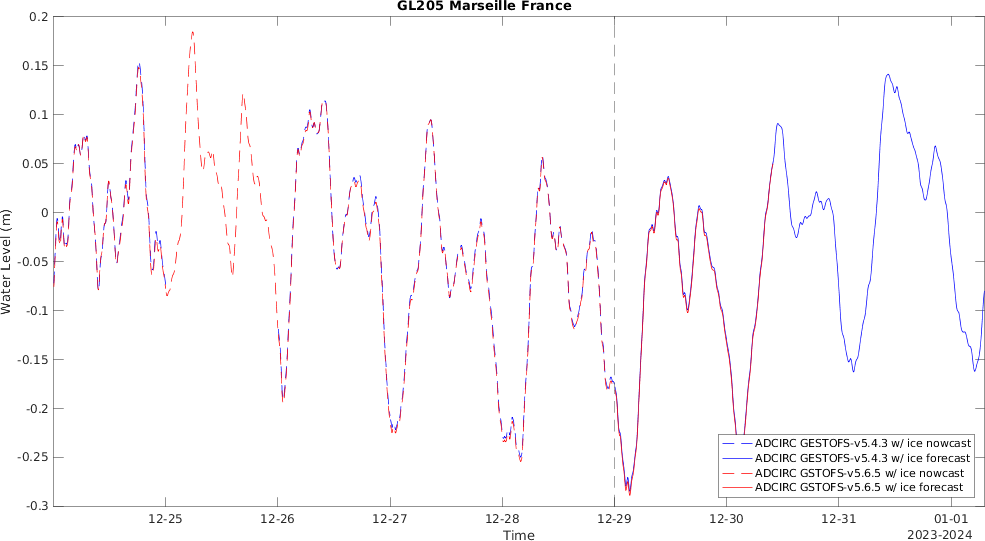 GL205 Marseille France
0.2
0.15
0.1
0.05
0
-0.05
-0.1
-0.15
-0.2
-0.25
-0.3
Water Level (m)
12-25 12-26 12-27 12-28 12-29 12-30 12-31 01-01
Time
2023-2024
ADCIRC GESTOFS-v5.4.3 w/ ice nowcast
ADCIRC GESTOFS-v5.4.3 w/ ice forecast
ADCIRC GSTOFS-v5.6.5 w/ ice nowcast
ADCIRC GSTOFS-v5.6.5 w/ ice forecast